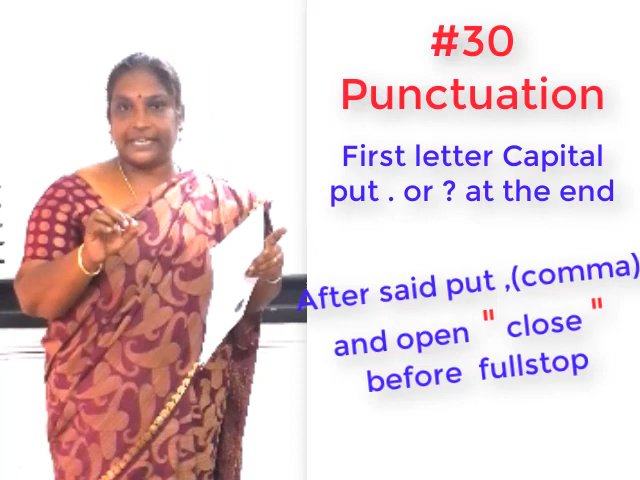 #30
Punctuation
First letter Capital
put . or ? at the end
After said put ,(comma)
and open " close "
before fullstop